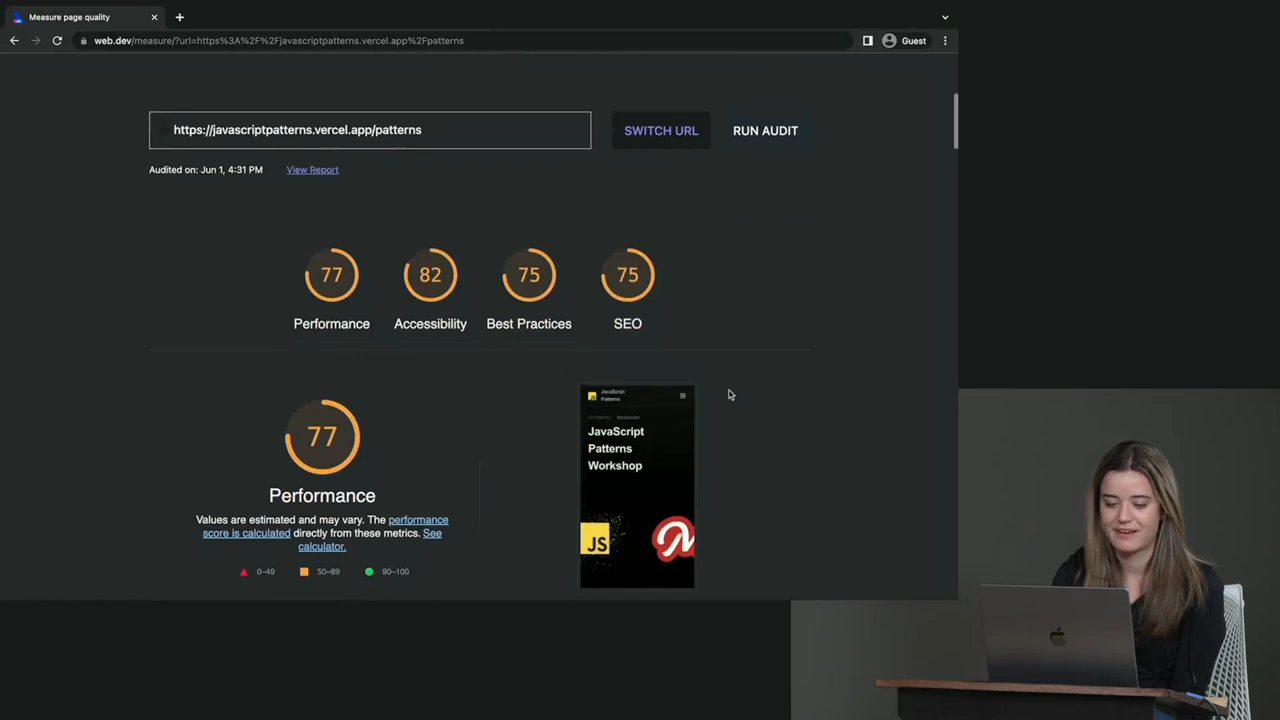 Measure page quality
web.dev/measure/?url=https%3A%2F%2Fjavascriptpatterns.vercel.app%2Fpatterns
Guest
https://javascriptpatterns.vercel.app/patterns
SWITCH URL
RUN AUDIT
Audited on: Jun 1, 4:31 PM
View Report
77
82
75
75
Performance
Accessibility
Best Practices
SEO
77
Performance
Values are estimated and may vary. The performance
score is calculated directly from these metrics. See
calculator.
0–49
50–89
90–100
JavaScript
Patterns
Introduction
JavaScript
Patterns
Workshop
JS